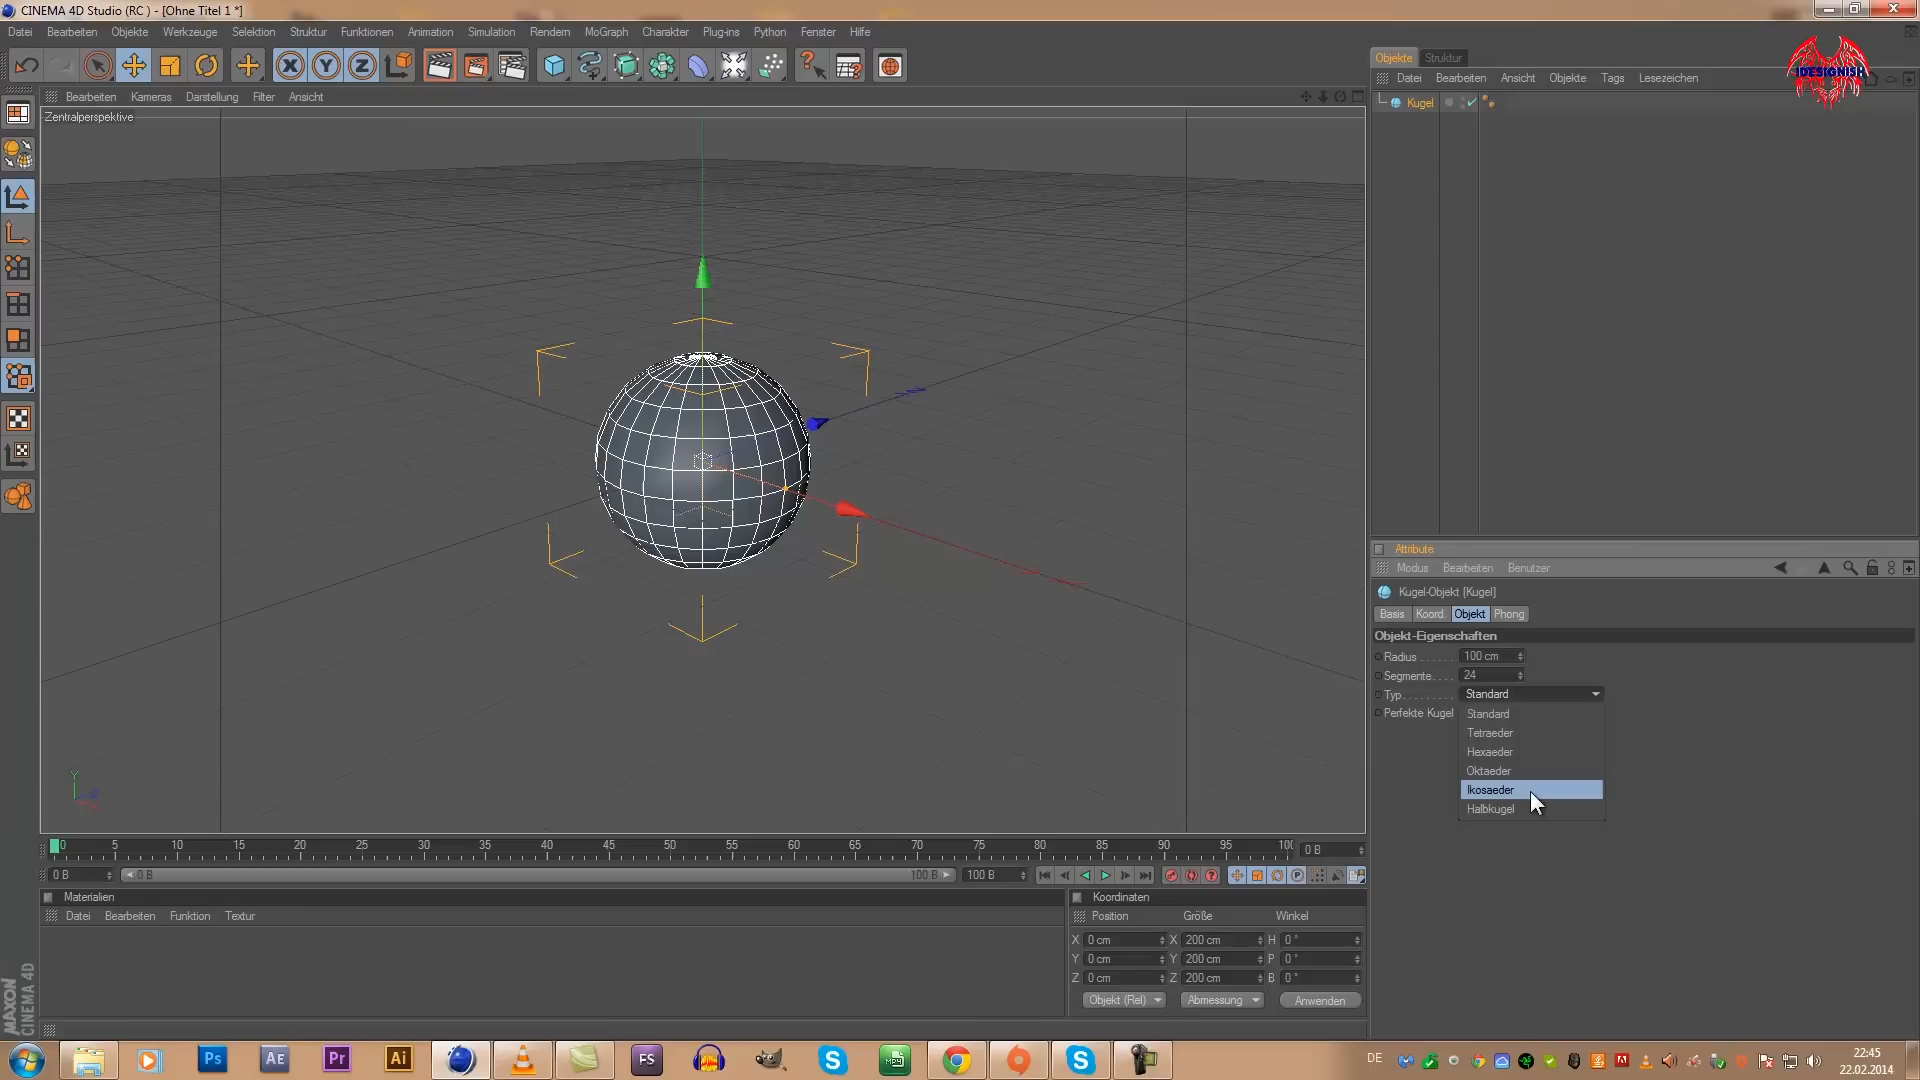 CINEMA 4D Studio (RC ) - [Ohne Titel 1 *]
Datei Bearbeiten Objekte Werkzeuge Selektion Struktur Funktionen Animation Simulation Rendern MoGraph Charakter Plug-ins Python Fenster Hilfe
X Y Z
Objekte Struktur
Datei Bearbeiten Ansicht Objekte Tags Lesezeichen
Kugel
Bearbeiten Kameras Darstellung Filter Ansicht
Zentralperspektive
Y
Attribute
Modus Bearbeiten Benutzer
Kugel-Objekt [Kugel]
Basis Koord. Objekt Phong
Objekt-Eigenschaften
Radius . . . . . . 100 cm
Segmente. . . . 24
Typ. . . . . . . . . Standard
Perfekte Kugel
Standard
Tetraeder
Hexaeder
Oktaeder
Ikosaeder
Halbkugel
0 5 10 15 20 25 30 35 40 45 50 55 60 65 70 75 80 85 90 95 100 0 B
0 B 0 B 100 B 100 B
Materialien
Datei Bearbeiten Funktion Textur
Koordinaten
Position Größe Winkel
X 0 cm X 200 cm H 0 °
Y 0 cm Y 200 cm P 0 °
Z 0 cm Z 200 cm B 0 °
Objekt (Rel) Abmessung Anwenden
MAXON
CINEMA 4D
Ps AE Pr Ai FS MP4
DE
22:45
22.02.2014